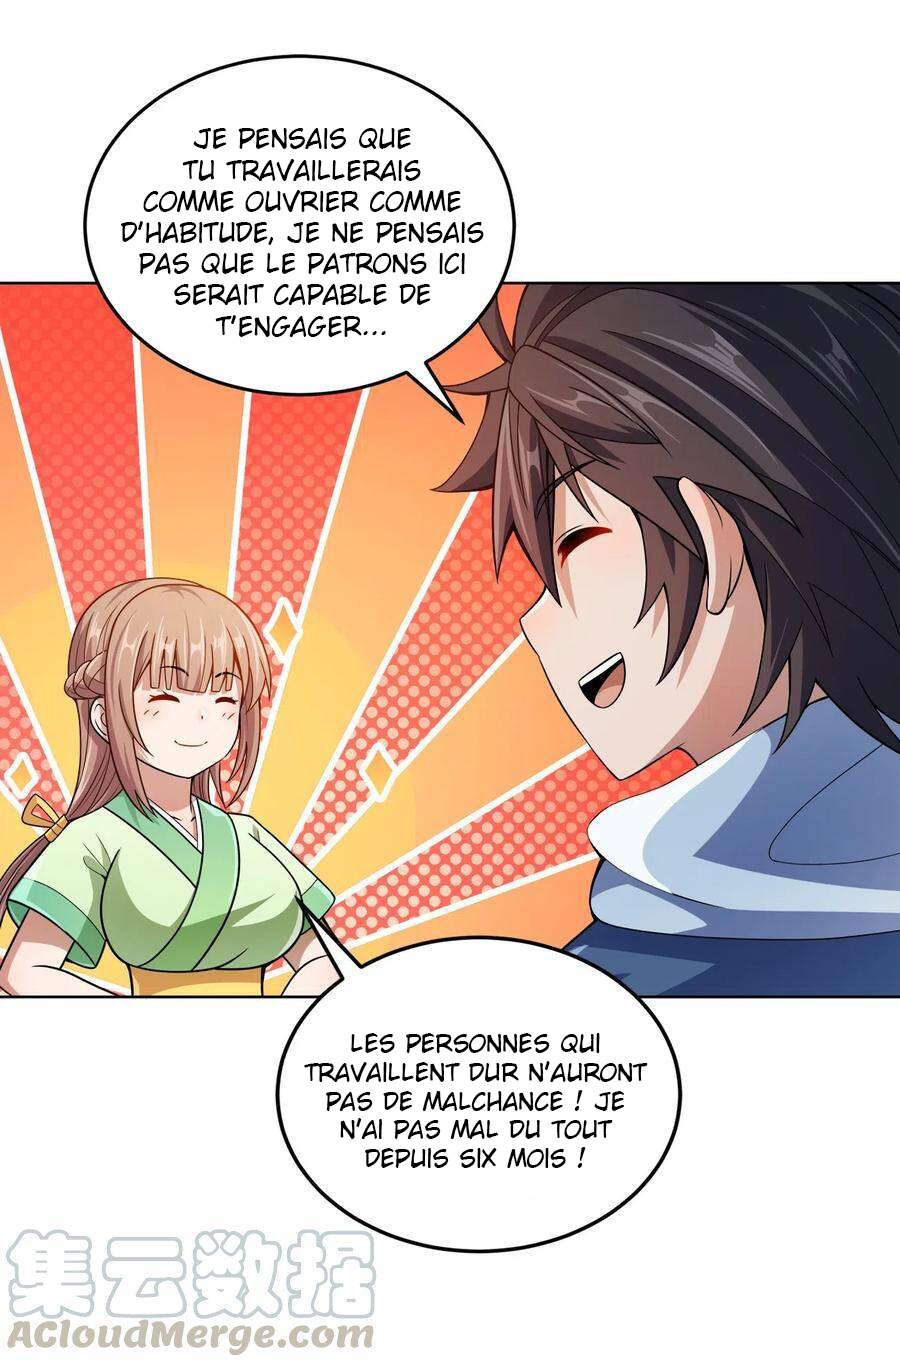 JE PENSAIS QUE
TU TRAVAILLERAIS
COMME OUVRIER COMME
D'HABITUDE, JE NE PENSAIS
PAS QUE LE PATRONS ICI
SERAIT CAPABLE DE
T'ENGAGER...
LES PERSONNES QUI
TRAVAILLENT DUR N'AURONT
PAS DE MALCHANCE ! JE
N'AI PAS MAL DU TOUT
DEPUIS SIX MOIS !
集云数据
ACloudMerge.com